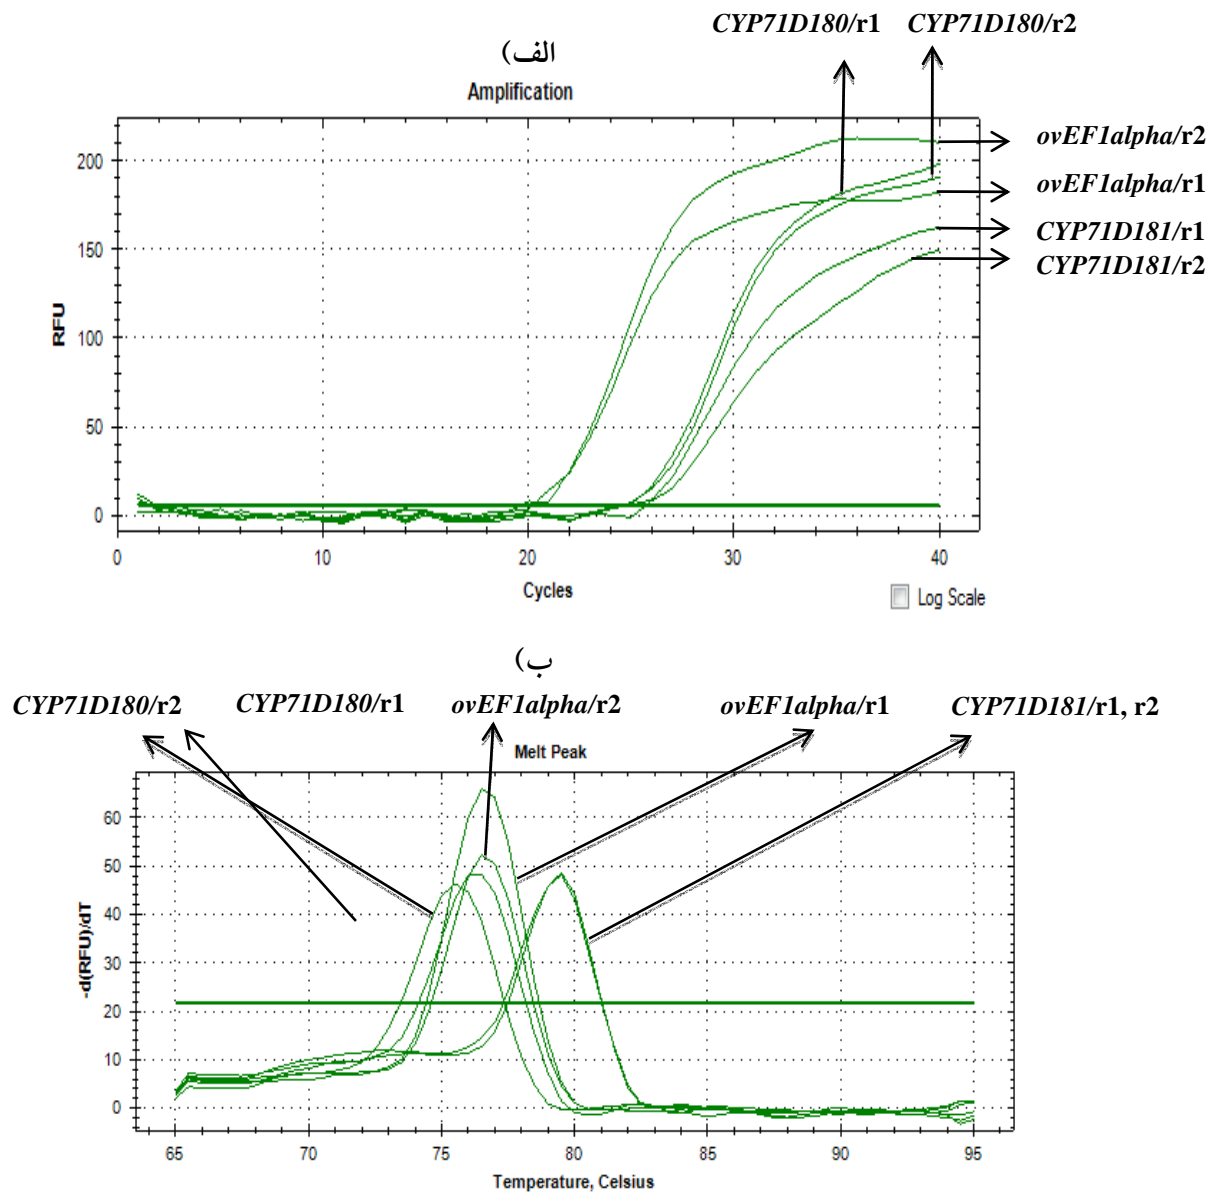 CYP71D180/r1 CYP71D180/r2
الف)
Amplification
ovEF1alpha/r2
ovEF1alpha/r1
CYP71D181/r1
CYP71D181/r2
RFU
200
150
100
50
0
0 10 20 30 40
Cycles
Log Scale
ب)
CYP71D180/r2 CYP71D180/r1 ovEF1alpha/r2 ovEF1alpha/r1 CYP71D181/r1, r2
Melt Peak
-d(RFU)/dT
60
50
40
30
20
10
0
65 70 75 80 85 90 95
Temperature, Celsius